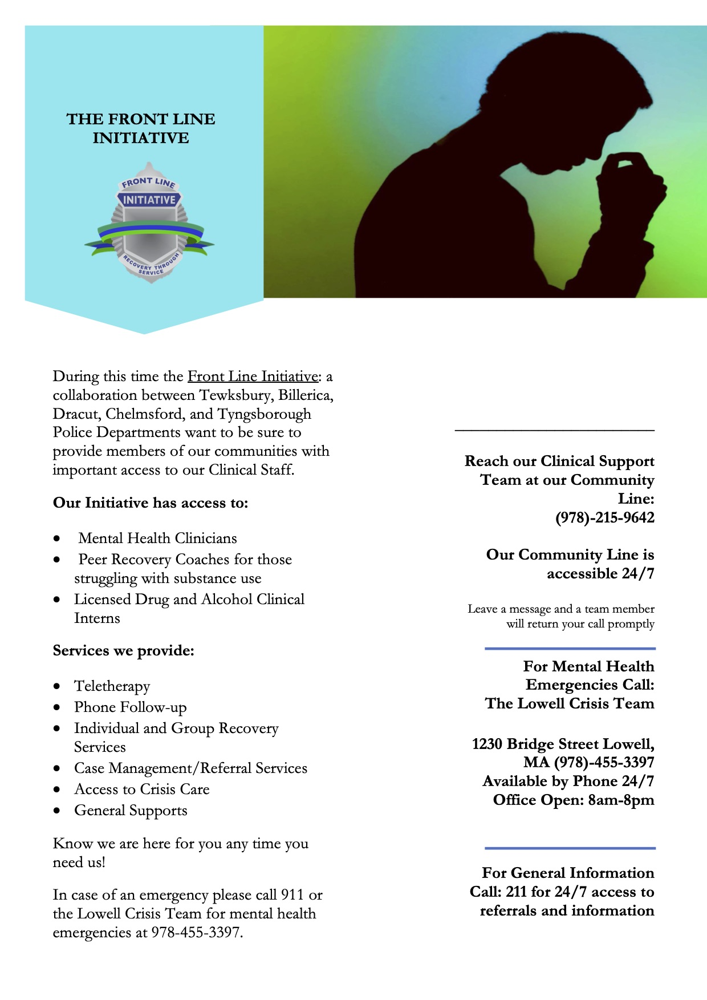 THE FRONT LINE
INITIATIVE
FRONT LINE
INITIATIVE
RECOVERY THROUGH
SERVICE
During this time the Front Line Initiative: a
collaboration between Tewksbury, Billerica,
Dracut, Chelmsford, and Tyngsborough
Police Departments want to be sure to
provide members of our communities with
important access to our Clinical Staff.
Our Initiative has access to:
• Mental Health Clinicians
• Peer Recovery Coaches for those
struggling with substance use
• Licensed Drug and Alcohol Clinical
Interns
Services we provide:
• Teletherapy
• Phone Follow-up
• Individual and Group Recovery
Services
• Case Management/Referral Services
• Access to Crisis Care
• General Supports
Know we are here for you any time you
need us!
In case of an emergency please call 911 or
the Lowell Crisis Team for mental health
emergencies at 978-455-3397.
Reach our Clinical Support
Team at our Community
Line:
(978)-215-9642
Our Community Line is
accessible 24/7
Leave a message and a team member
will return your call promptly
For Mental Health
Emergencies Call:
The Lowell Crisis Team
1230 Bridge Street Lowell,
MA (978)-455-3397
Available by Phone 24/7
Office Open: 8am-8pm
For General Information
Call: 211 for 24/7 access to
referrals and information